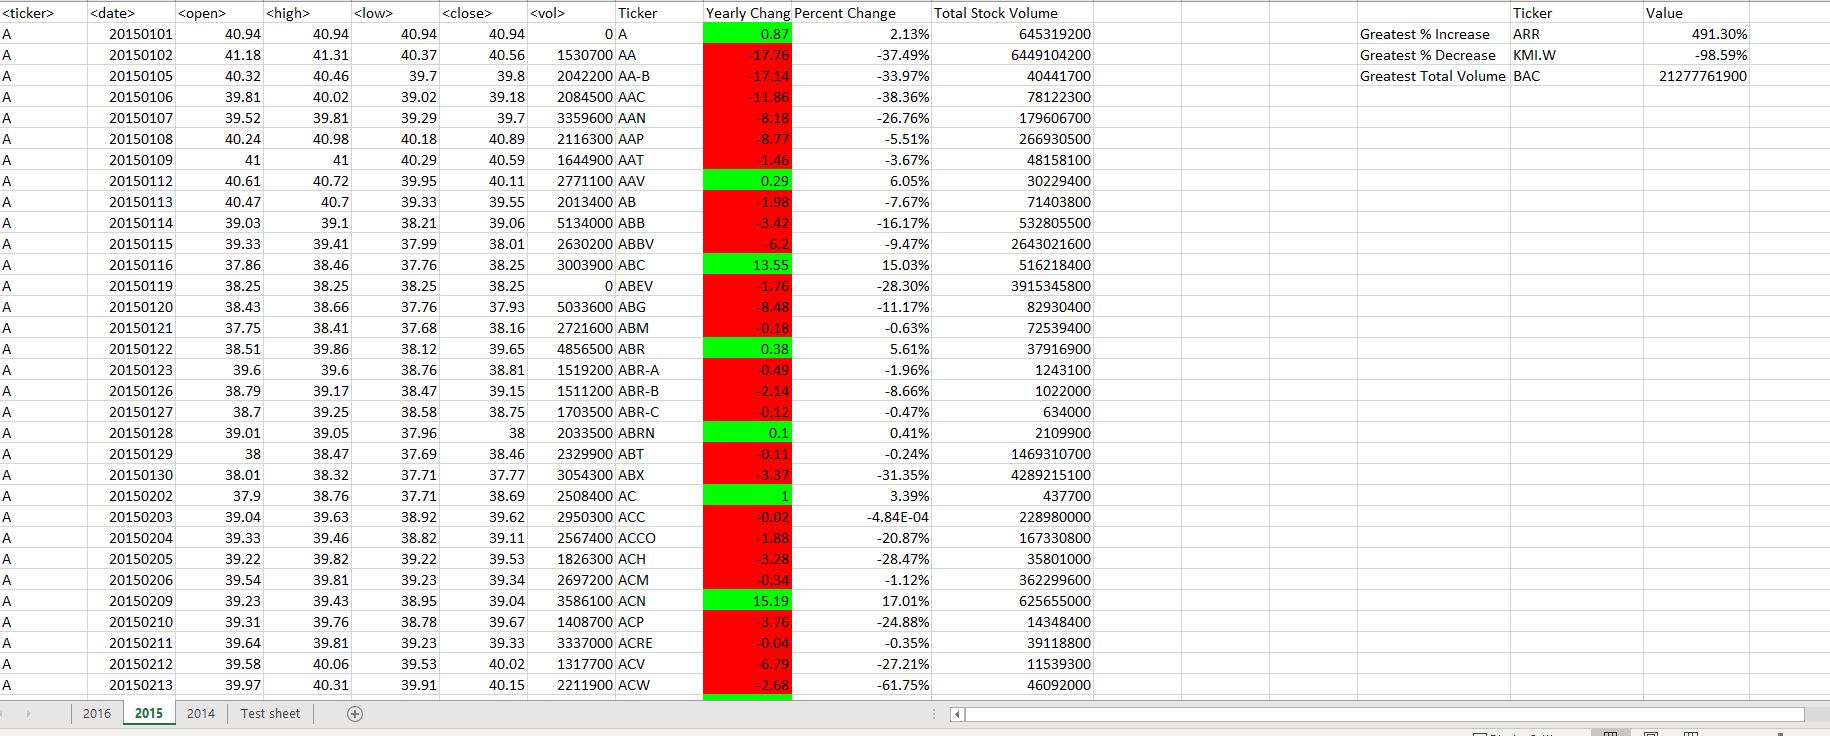 <ticker> <date> <open> <high> <low> <close> <vol> Ticker Yearly Chang Percent Change Total Stock Volume Ticker Value
A 20150101 40.94 40.94 40.94 40.94 0 A 0.87 2.13% 645319200 Greatest % Increase ARR 491.30%
A 20150102 41.18 41.31 40.37 40.56 1530700 AA -17.76 -37.49% 6449104200 Greatest % Decrease KMI.W -98.59%
A 20150105 40.32 40.46 39.7 39.8 2042200 AA-B -17.14 -33.97% 40441700 Greatest Total Volume BAC 21277761900
A 20150106 39.81 40.02 39.02 39.18 2084500 AAC -11.86 -38.36% 78122300
A 20150107 39.52 39.81 39.29 39.7 3359600 AAN -8.18 -26.76% 179606700
A 20150108 40.24 40.98 40.18 40.89 2116300 AAP -8.77 -5.51% 266930500
A 20150109 41 41 40.29 40.59 1644900 AAT -1.46 -3.67% 48158100
A 20150112 40.61 40.72 39.95 40.11 2771100 AAV 0.29 6.05% 30229400
A 20150113 40.47 40.7 39.33 39.55 2013400 AB -1.98 -7.67% 71403800
A 20150114 39.03 39.1 38.21 39.06 5134000 ABB -3.42 -16.17% 532805500
A 20150115 39.33 39.41 37.99 38.01 2630200 ABBV -6.2 -9.47% 2643021600
A 20150116 37.86 38.46 37.76 38.25 3003900 ABC 13.55 15.03% 516218400
A 20150119 38.25 38.25 38.25 38.25 0 ABEV -1.76 -28.30% 3915345800
A 20150120 38.43 38.66 37.76 37.93 5033600 ABG -8.48 -11.17% 82930400
A 20150121 37.75 38.41 37.68 38.16 2721600 ABM -0.18 -0.63% 72539400
A 20150122 38.51 39.86 38.12 39.65 4856500 ABR 0.38 5.61% 37916900
A 20150123 39.6 39.6 38.76 38.81 1519200 ABR-A -0.49 -1.96% 1243100
A 20150126 38.79 39.17 38.47 39.15 1511200 ABR-B -2.14 -8.66% 1022000
A 20150127 38.7 39.25 38.58 38.75 1703500 ABR-C -0.12 -0.47% 634000
A 20150128 39.01 39.05 37.96 38 2033500 ABRN 0.1 0.41% 2109900
A 20150129 38 38.47 37.69 38.46 2329900 ABT -0.11 -0.24% 1469310700
A 20150130 38.01 38.32 37.71 37.77 3054300 ABX -3.37 -31.35% 4289215100
A 20150202 37.9 38.76 37.71 38.69 2508400 AC 1 3.39% 437700
A 20150203 39.04 39.63 38.92 39.62 2950300 ACC -0.02 -4.84E-04 228980000
A 20150204 39.33 39.46 38.82 39.11 2567400 ACCO -1.88 -20.87% 167330800
A 20150205 39.22 39.82 39.22 39.53 1826300 ACH -3.28 -28.47% 35801000
A 20150206 39.54 39.81 39.23 39.34 2697200 ACM -0.34 -1.12% 362299600
A 20150209 39.23 39.43 38.95 39.04 3586100 ACN 15.19 17.01% 625655000
A 20150210 39.31 39.76 38.78 39.67 1408700 ACP -3.76 -24.88% 14348400
A 20150211 39.64 39.81 39.23 39.33 3337000 ACRE -0.04 -0.35% 39118800
A 20150212 39.58 40.06 39.53 40.02 1317700 ACV -6.79 -27.21% 11539300
A 20150213 39.97 40.31 39.91 40.15 2211900 ACW -2.68 -61.75% 46092000
2016 2015 2014 Test sheet